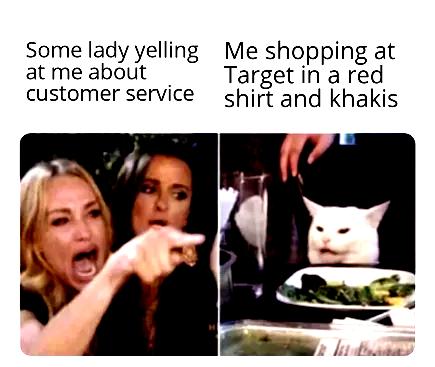 Some lady yelling
at me about
customer service
Me shopping at
Target in a red
shirt and khakis